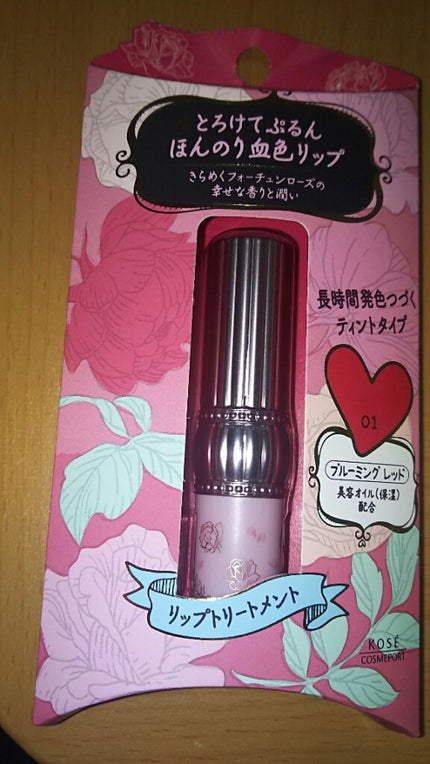 とろけてぷるん
ほんのり血色リップ
きらめくフォーチュンローズの
幸せな香りと潤い
長時間発色つづく
ティントタイプ
01
ブルーミング レッド
美容オイル(保湿)
配合
リップトリートメント
KOSÉ
COSMEPORT